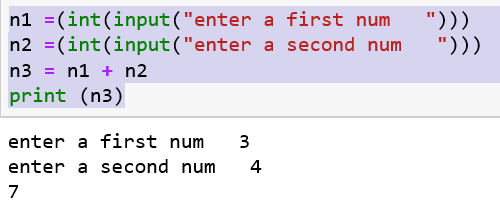 n1 =(int(input("enter a first num   ")))
n2 =(int(input("enter a second num   ")))
n3 = n1 + n2
print (n3)
enter a first num   3
enter a second num   4
7